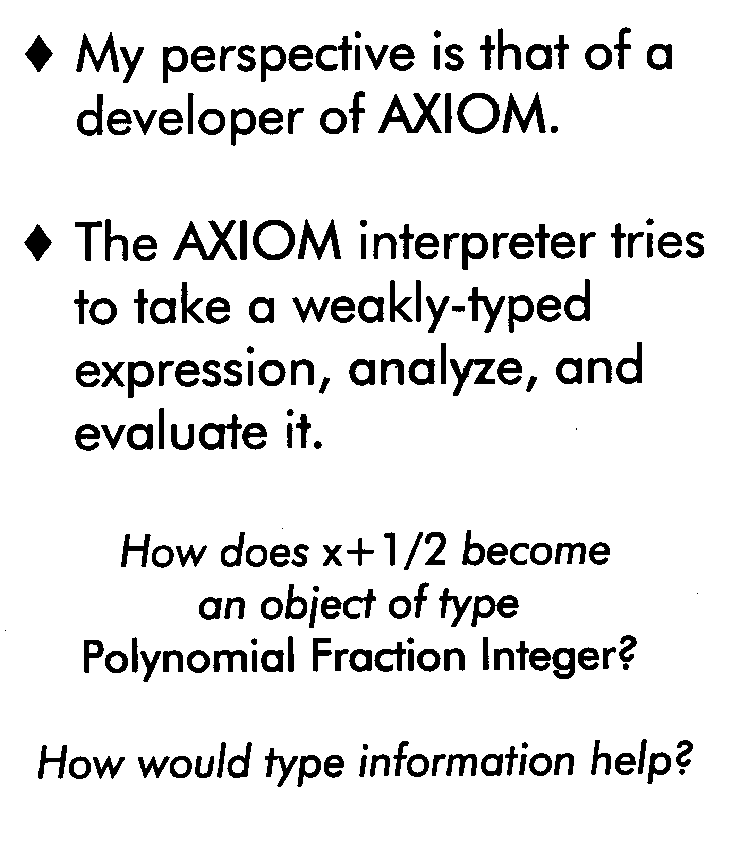 ♦ My perspective is that of a
developer of AXIOM.
♦ The AXIOM interpreter tries
to take a weakly-typed
expression, analyze, and
evaluate it.
How does x+1/2 become
an object of type
Polynomial Fraction Integer?
How would type information help?